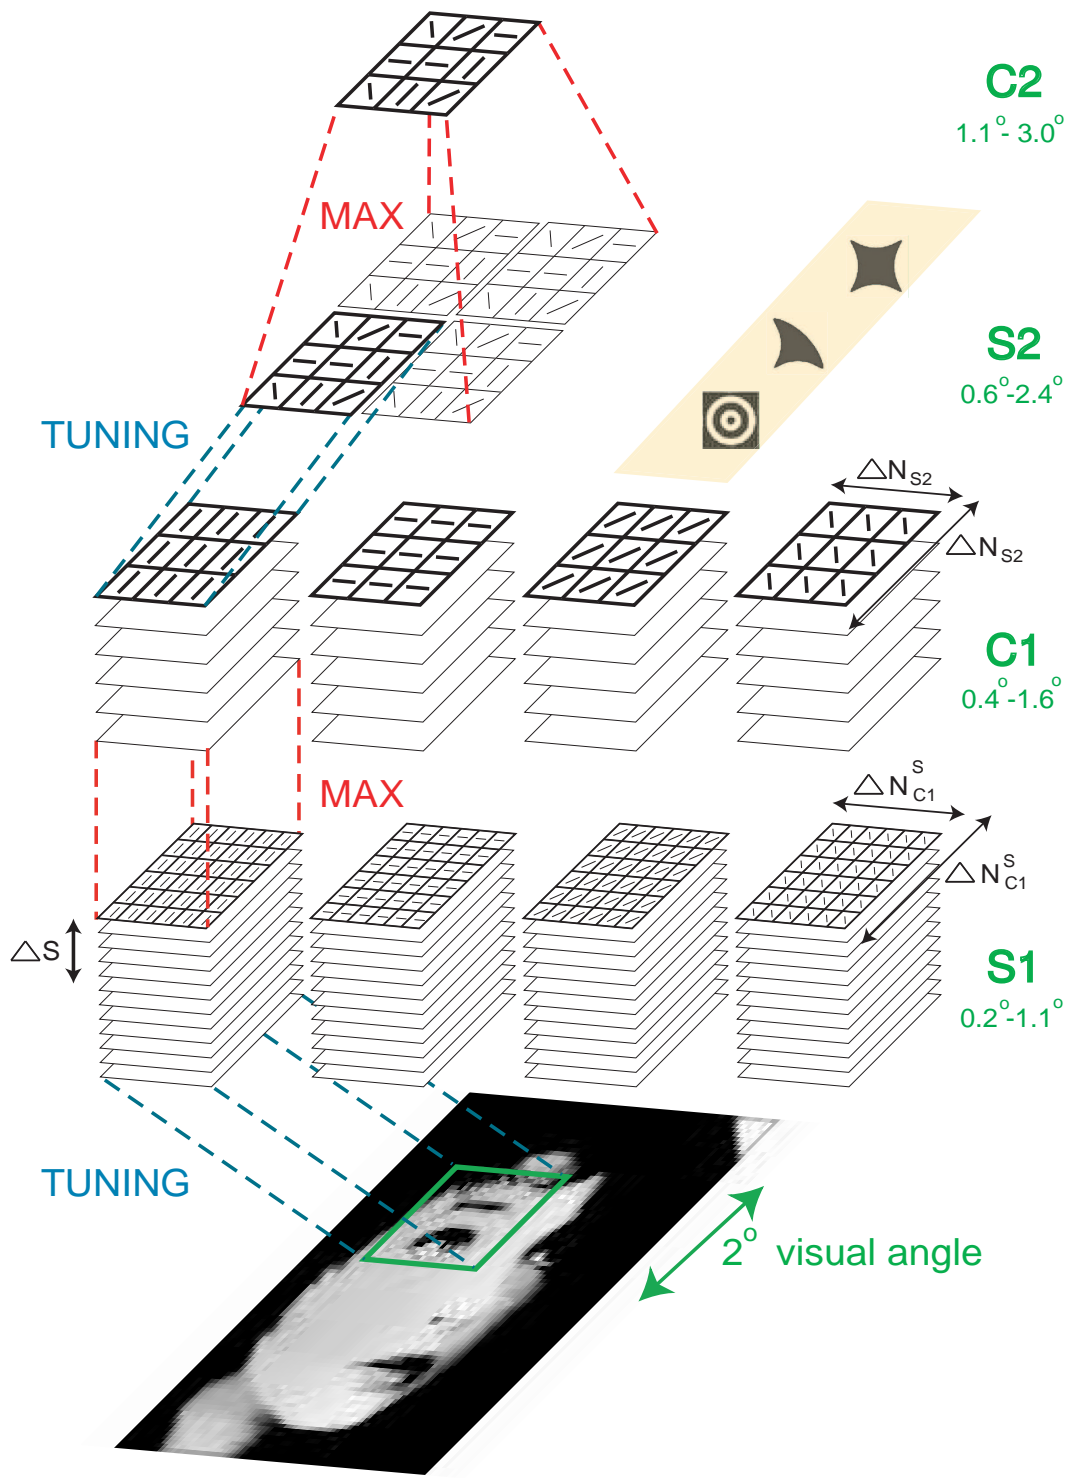 C2
1.1°- 3.0°
MAX
S2
0.6°-2.4°
TUNING
△N S2
△N S2
C1
0.4°-1.6°
MAX
△ N S C1
△ N S C1
△S
S1
0.2°-1.1°
TUNING
2° visual angle